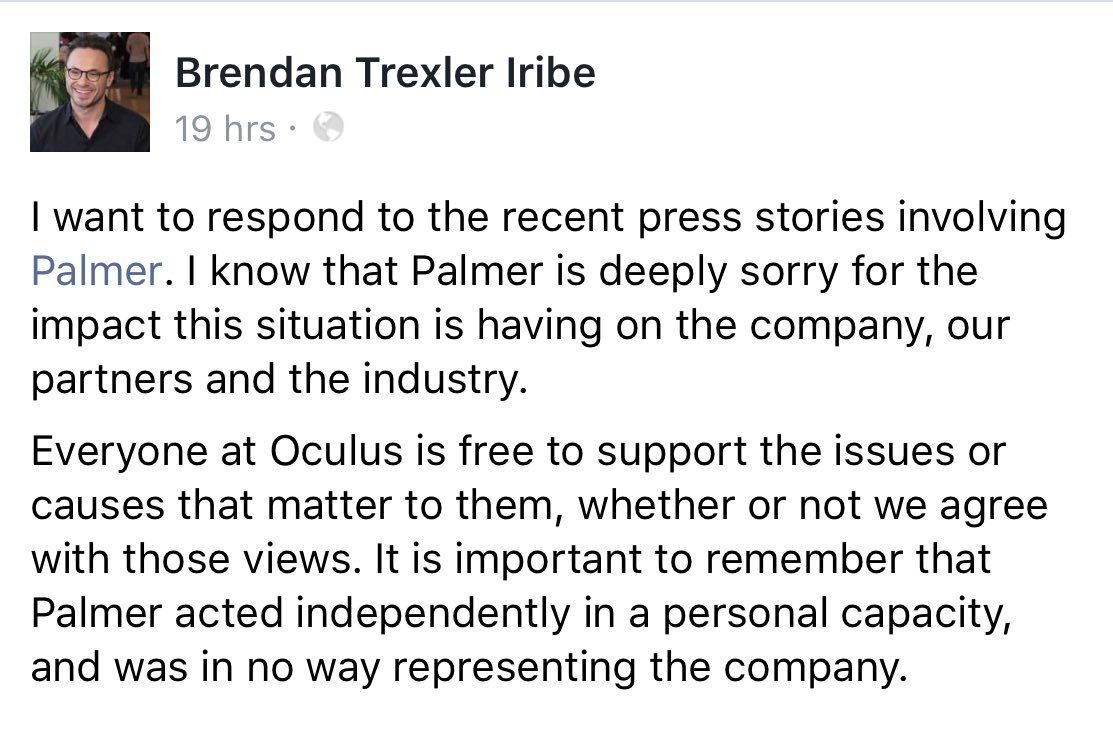 Brendan Trexler Iribe
19 hrs ·
I want to respond to the recent press stories involving
Palmer. I know that Palmer is deeply sorry for the
impact this situation is having on the company, our
partners and the industry.
Everyone at Oculus is free to support the issues or
causes that matter to them, whether or not we agree
with those views. It is important to remember that
Palmer acted independently in a personal capacity,
and was in no way representing the company.